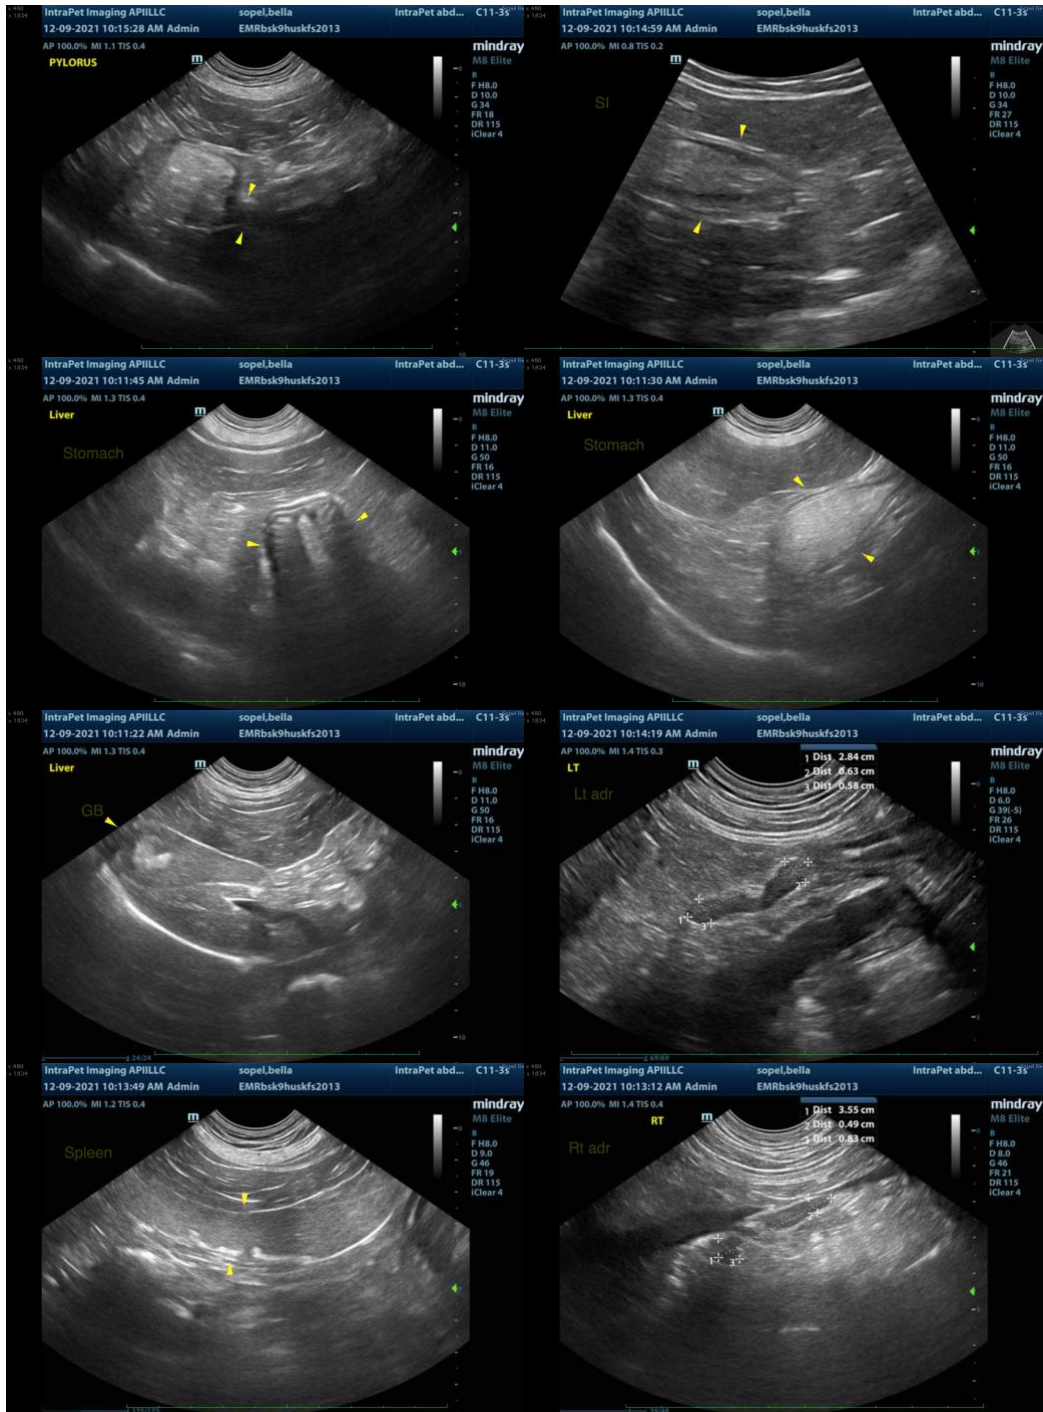 IntraPet Imaging APIILLC sopel,bella IntraPet abd... C11-3s
12-09-2021 10:15:28 AM Admin EMRbsk9huskfs2013
AP 100.0% MI 1.1 TIS 0.4
mindray
M8 Elite
PYLORUS
m
B
F H8.0
D 10.0
G 34
FR 18
DR 115
iClear 4
IntraPet Imaging APIILLC sopel,bella IntraPet abd... C11-3s
12-09-2021 10:14:59 AM Admin EMRbsk9huskfs2013
AP 100.0% MI 0.8 TIS 0.2
mindray
M8 Elite
m
SI
B
F H8.0
D 10.0
G 34
FR 27
DR 115
iClear 4
IntraPet Imaging APIILLC sopel,bella IntraPet abd... C11-3s
12-09-2021 10:11:45 AM Admin EMRbsk9huskfs2013
AP 100.0% MI 1.3 TIS 0.4
mindray
M8 Elite
Liver
m
Stomach
B
F H8.0
D 11.0
G 50
FR 16
DR 115
iClear 4
IntraPet Imaging APIILLC sopel,bella IntraPet abd... C11-3s
12-09-2021 10:11:30 AM Admin EMRbsk9huskfs2013
AP 100.0% MI 1.3 TIS 0.4
mindray
M8 Elite
Liver
m
Stomach
B
F H8.0
D 11.0
G 50
FR 16
DR 115
iClear 4
IntraPet Imaging APIILLC sopel,bella IntraPet abd... C11-3s
12-09-2021 10:11:22 AM Admin EMRbsk9huskfs2013
AP 100.0% MI 1.3 TIS 0.4
mindray
M8 Elite
Liver
m
GB
B
F H8.0
D 11.0
G 50
FR 16
DR 115
iClear 4
24/24
IntraPet Imaging APIILLC sopel,bella IntraPet abd... C11-3s
12-09-2021 10:14:19 AM Admin EMRbsk9huskfs2013
AP 100.0% MI 1.4 TIS 0.3
mindray
M8 Elite
LT
m
1 Dist 2.84 cm
2 Dist 0.63 cm
3 Dist 0.58 cm
Lt adr
B
F H8.0
D 6.0
G 39(-5)
FR 26
DR 115
iClear 4
69/69
IntraPet Imaging APIILLC sopel,bella IntraPet abd... C11-3s
12-09-2021 10:13:49 AM Admin EMRbsk9huskfs2013
AP 100.0% MI 1.2 TIS 0.4
mindray
M8 Elite
m
Spleen
B
F H8.0
D 9.0
G 46
FR 19
DR 115
iClear 4
IntraPet Imaging APIILLC sopel,bella IntraPet abd... C11-3s
12-09-2021 10:13:12 AM Admin EMRbsk9huskfs2013
AP 100.0% MI 1.4 TIS 0.4
mindray
M8 Elite
RT
m
1 Dist 3.55 cm
2 Dist 0.49 cm
3 Dist 0.83 cm
Rt adr
B
F H8.0
D 8.0
G 46
FR 21
DR 115
iClear 4